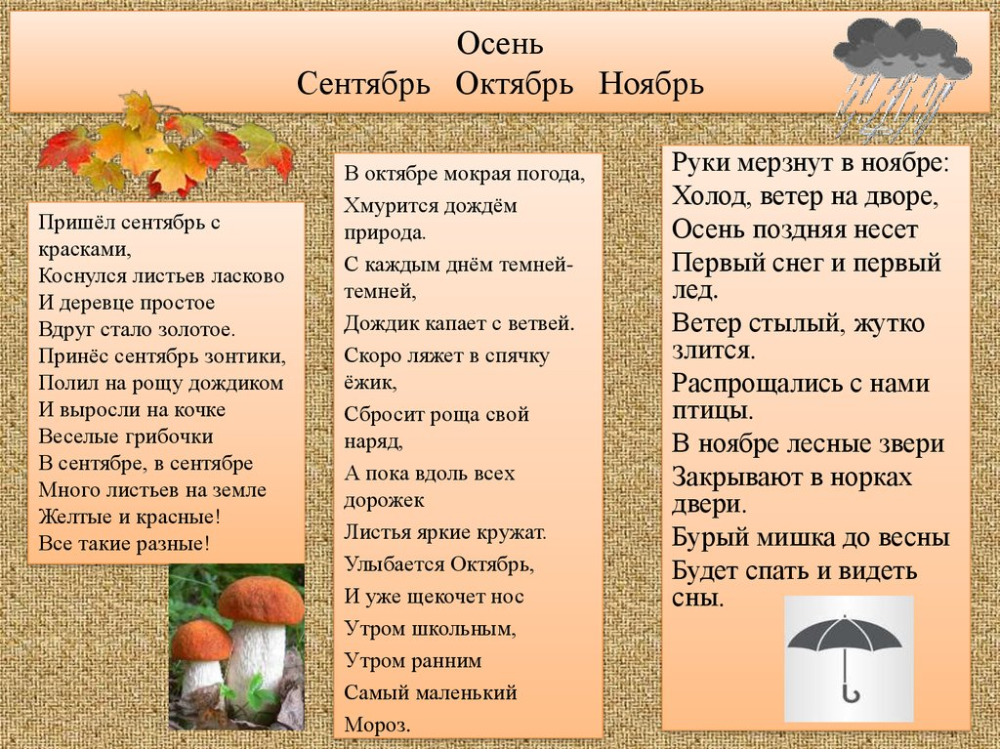 Осень
Сентябрь Октябрь Ноябрь
Пришёл сентябрь с
красками,
Коснулся листьев ласково
И деревце простое
Вдруг стало золотое.
Принёс сентябрь зонтики,
Полил на рощу дождиком
И выросли на кочке
Веселые грибочки
В сентябре, в сентябре
Много листьев на земле
Желтые и красные!
Все такие разные!
В октябре мокрая погода,
Хмурится дождём
природа.
С каждым днём темней-
темней,
Дождик капает с ветвей.
Скоро ляжет в спячку
ёжик,
Сбросит роща свой
наряд,
А пока вдоль всех
дорожек
Листья яркие кружат.
Улыбается Октябрь,
И уже щекочет нос
Утром школьным,
Утром ранним
Самый маленький
Мороз.
Руки мерзнут в ноябре:
Холод, ветер на дворе,
Осень поздняя несет
Первый снег и первый
лед.
Ветер стылый, жутко
злится.
Распрощались с нами
птицы.
В ноябре лесные звери
Закрывают в норках
двери.
Бурый мишка до весны
Будет спать и видеть
сны.